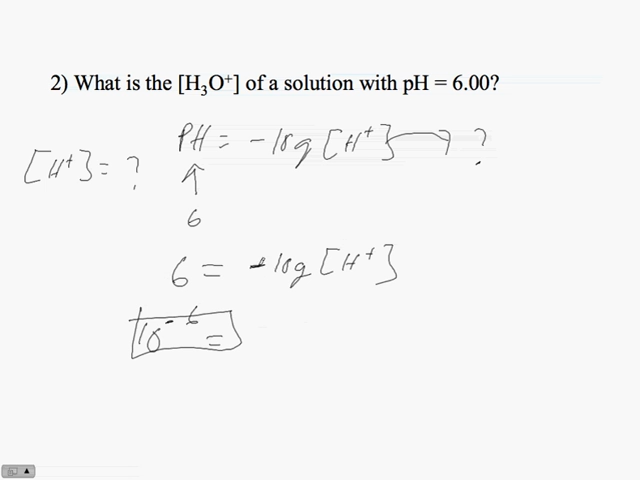 2) What is the [H₃O⁺] of a solution with pH = 6.00?
PH = -log [H⁺] → ?
[H⁺] = ?
↑
6
6 = -log [H⁺]
10⁻⁶ =